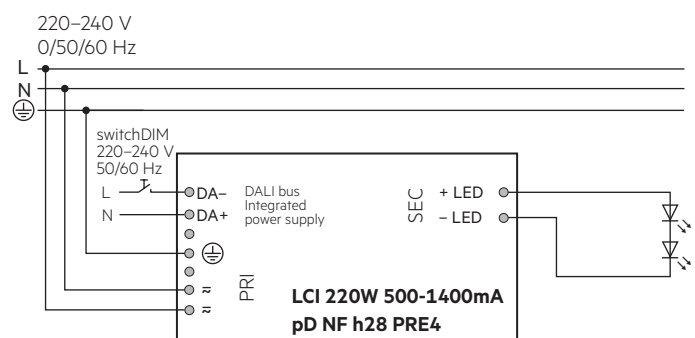 220–240 V
0/50/60 Hz
L
N
switchDIM
220–240 V
50/60 Hz
L
N
DA–
DA+
DALI bus
Integrated
power supply
PRI
≂
≂
SEC
+ LED
– LED
LCI 220W 500-1400mA
pD NF h28 PRE4